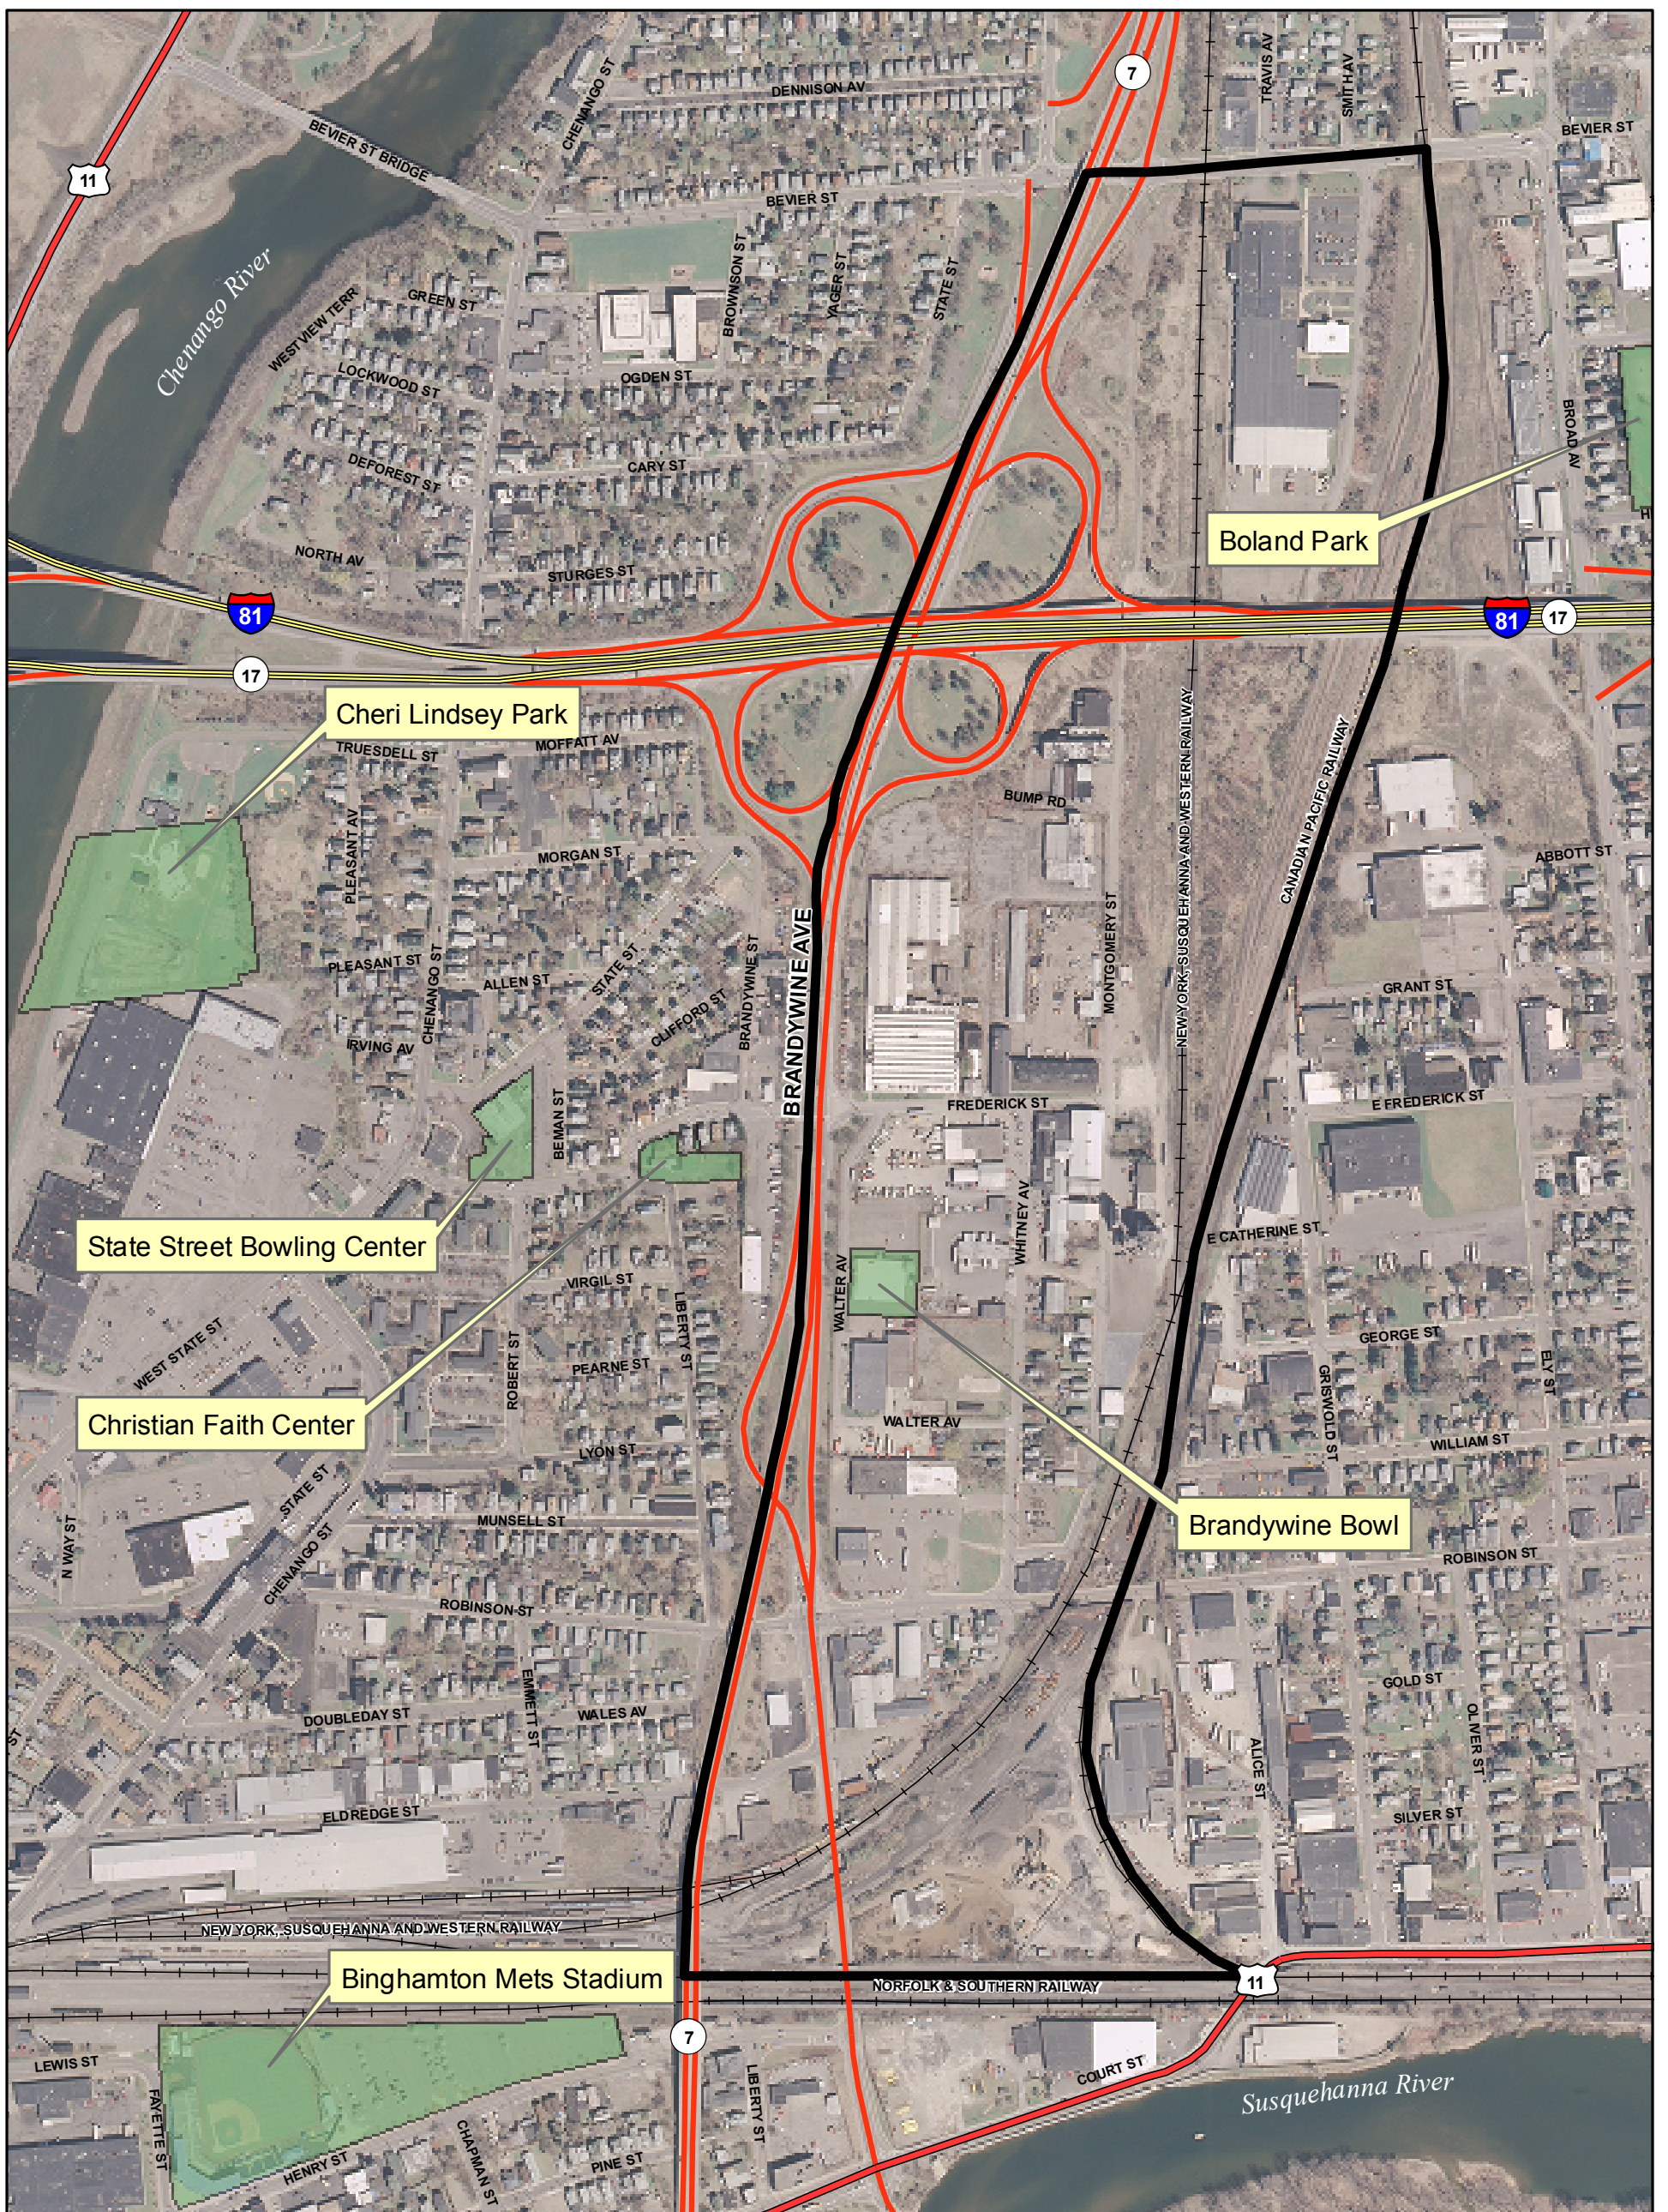 7
TRAVIS AV
SMITH AV
CHENANGO ST
DENNISON AV
BEVIER ST
BEVIER ST BRIDGE
11
BEVIER ST
Chenango River
BROWNSON ST
YAGER ST
STATE ST
GREEN ST
WESTVIEW TERR
LOCKWOOD ST
OGDEN ST
BROAD AV
DEFOREST ST
CARY ST
H
Boland Park
NORTH AV
STURGES ST
81
81
17
17
Cheri Lindsey Park
TRUESDELL ST
MOFFATT AV
NEW YORK, SUSQUEHANNA AND WESTERN RAILWAY
CANADIAN PACIFIC RAILWAY
BUMP RD
PLEASANT AV
MORGAN ST
ABBOTT ST
MONTGOMERY ST
BRANDYWINE AVE
BRANDYWINE ST
PLEASANT ST
CHENANGO ST
ALLEN ST
STATE ST
CLIFFORD ST
GRANT ST
IRVING AV
BEMAN ST
FREDERICK ST
E FREDERICK ST
State Street Bowling Center
WHITNEY AV
E CATHERINE ST
VIRGIL ST
WALTER AV
LIBERTY ST
WEST STATE ST
ROBERT ST
PEARNE ST
GEORGE ST
ELY ST
GRISWOLD ST
Christian Faith Center
WALTER AV
LYON ST
WILLIAM ST
STATE ST
N WAY ST
MUNSELL ST
Brandywine Bowl
CHENANGO ST
ROBINSON ST
ROBINSON ST
EMMETT ST
GOLD ST
ST
DOUBLEDAY ST
WALES AV
OLIVER ST
ALICE ST
ELDREDGE ST
SILVER ST
NEW YORK, SUSQUEHANNA AND WESTERN RAILWAY
Binghamton Mets Stadium
NORFOLK & SOUTHERN RAILWAY
11
7
LEWIS ST
FAYETTE ST
LIBERTY ST
COURT ST
Susquehanna River
CHAPMAN ST
HENRY ST
PINE ST